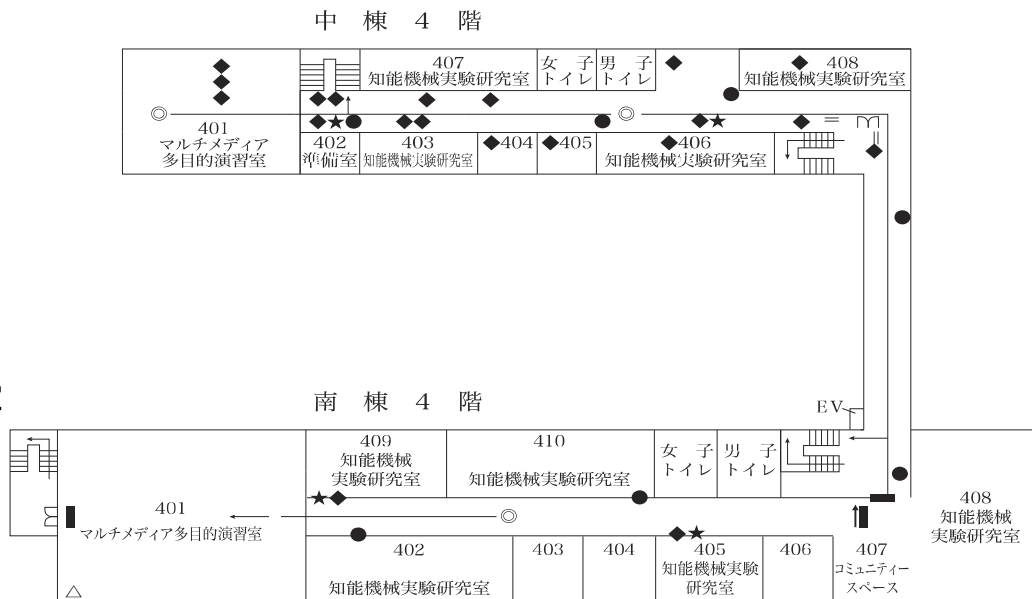 中棟4階
407
知能機械実験研究室
女子
トイレ
男子
トイレ
408
知能機械実験研究室
401
マルチメディア
多目的演習室
402
準備室
403
知能機械実験研究室
404
405
406
知能機械実験研究室
南棟4階
EV
409
知能機械
実験研究室
410
知能機械実験研究室
女子
トイレ
男子
トイレ
401
マルチメディア多目的演習室
408
知能機械
実験研究室
402
知能機械実験研究室
403
404
405
知能機械実験
研究室
406
407
コミュニティー
スペース